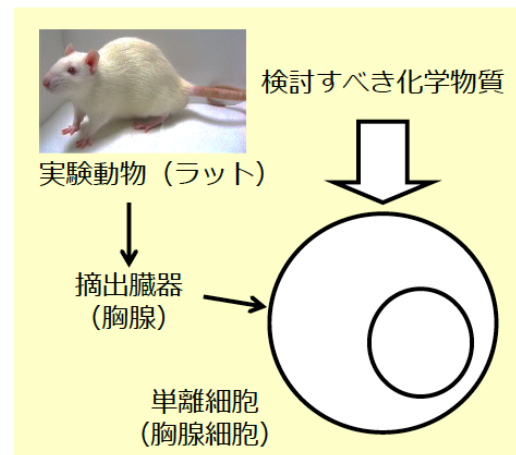 検討すべき化学物質
実験動物（ラット）
摘出臓器
（胸腺）
単離細胞
（胸腺細胞）